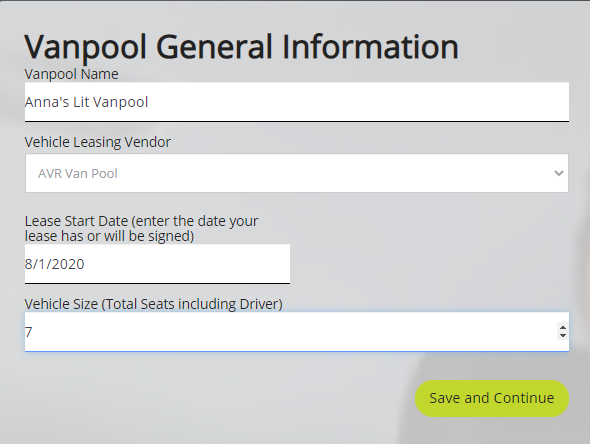 Vanpool General Information
Vanpool Name
Anna's Lit Vanpool
Vehicle Leasing Vendor
AVR Van Pool
Lease Start Date (enter the date your
lease has or will be signed)
8/1/2020
Vehicle Size (Total Seats including Driver)
7
Save and Continue